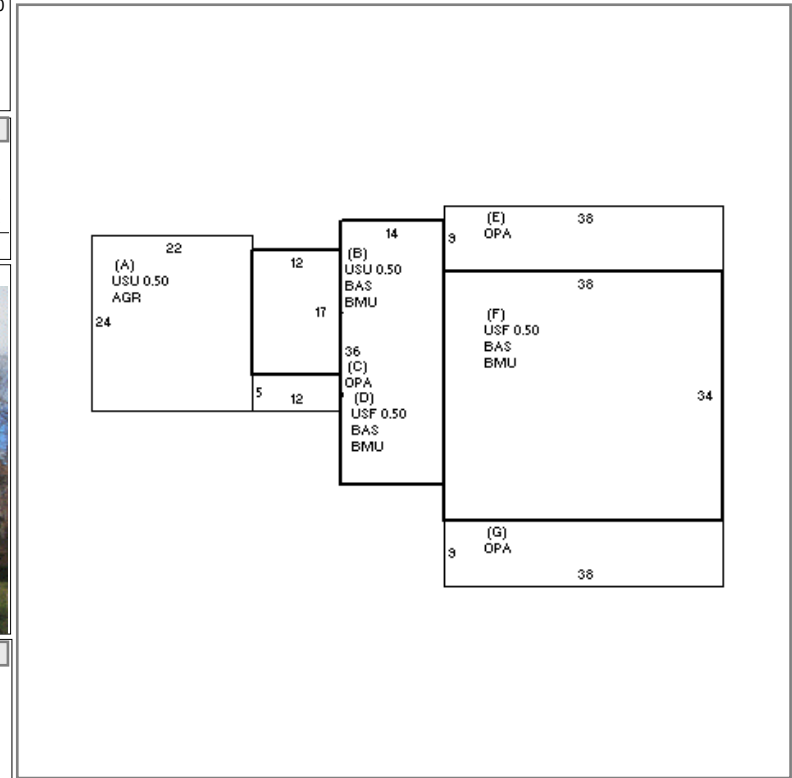 22
(A)
USU 0.50
AGR
24
12
17
5
12
14
(B)
USU 0.50
BAS
BMU
36
(C)
OPA
(D)
USF 0.50
BAS
BMU
(E)
OPA
38
9
38
(F)
USF 0.50
BAS
BMU
34
(G)
OPA
9
38